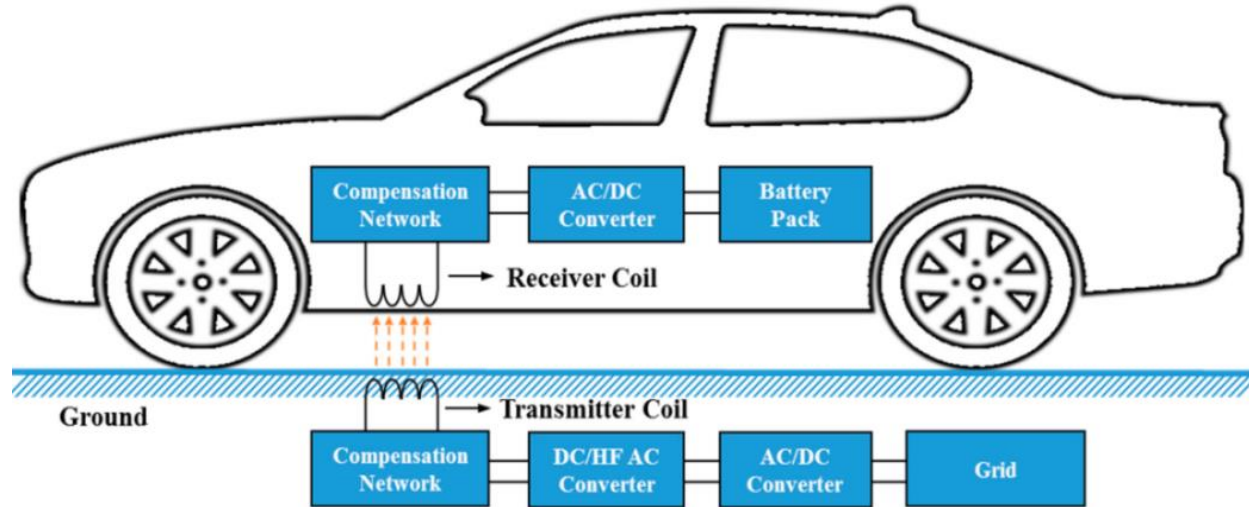 Compensation
Network
AC/DC
Converter
Battery
Pack
Receiver Coil
Ground
Transmitter Coil
Compensation
Network
DC/HF AC
Converter
AC/DC
Converter
Grid